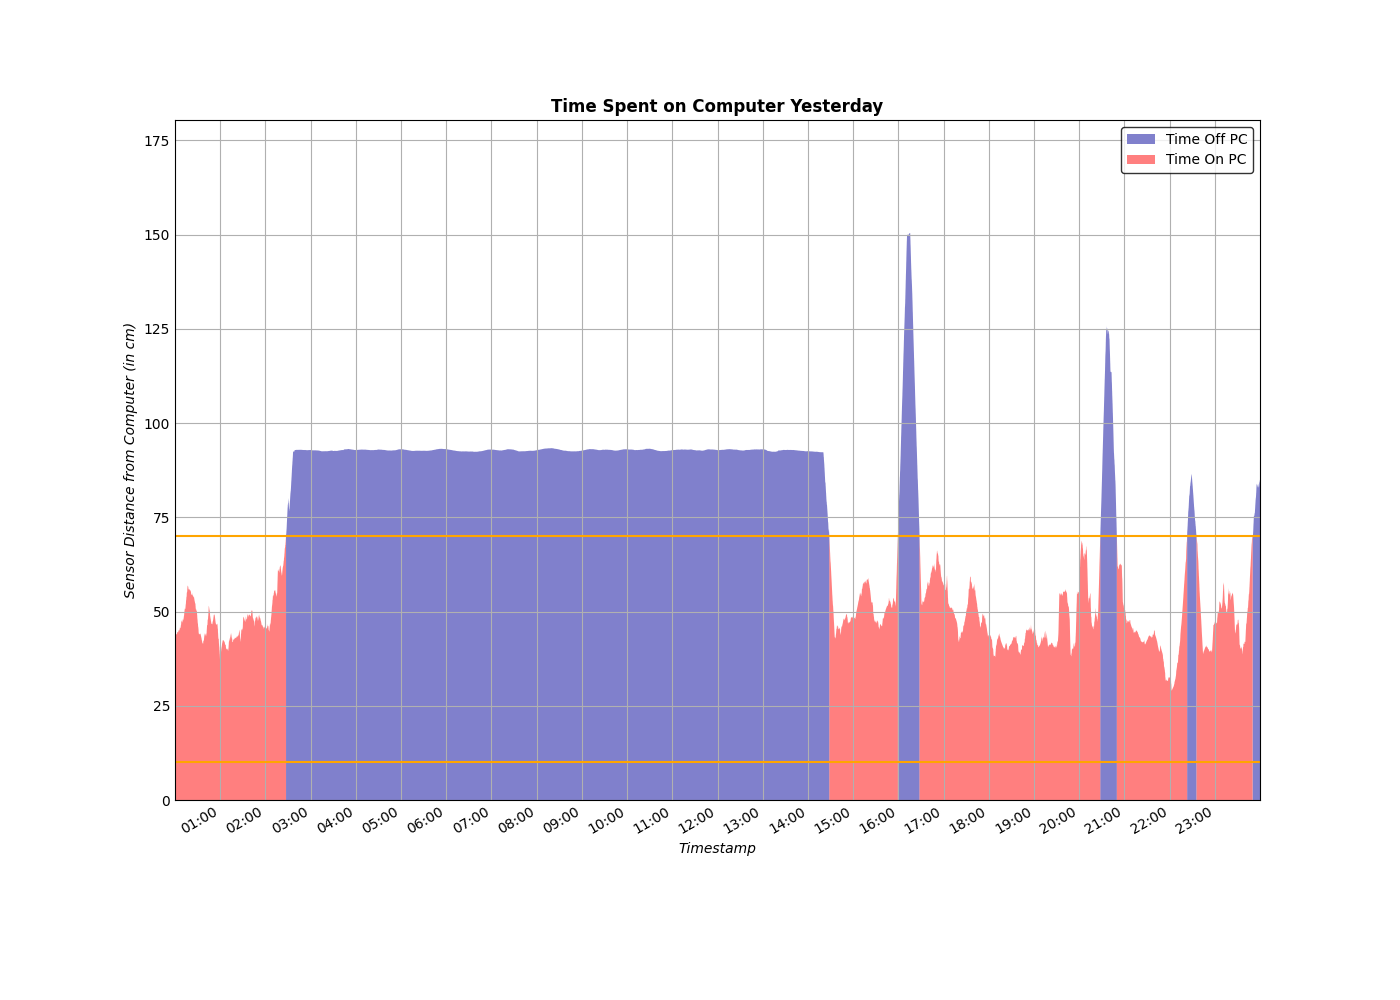 Time Spent on Computer Yesterday
Time Off PC
Time On PC
Sensor Distance from Computer (in cm)
175
150
125
100
75
50
25
0
01:00 02:00 03:00 04:00 05:00 06:00 07:00 08:00 09:00 10:00 11:00 12:00 13:00 14:00 15:00 16:00 17:00 18:00 19:00 20:00 21:00 22:00 23:00
Timestamp